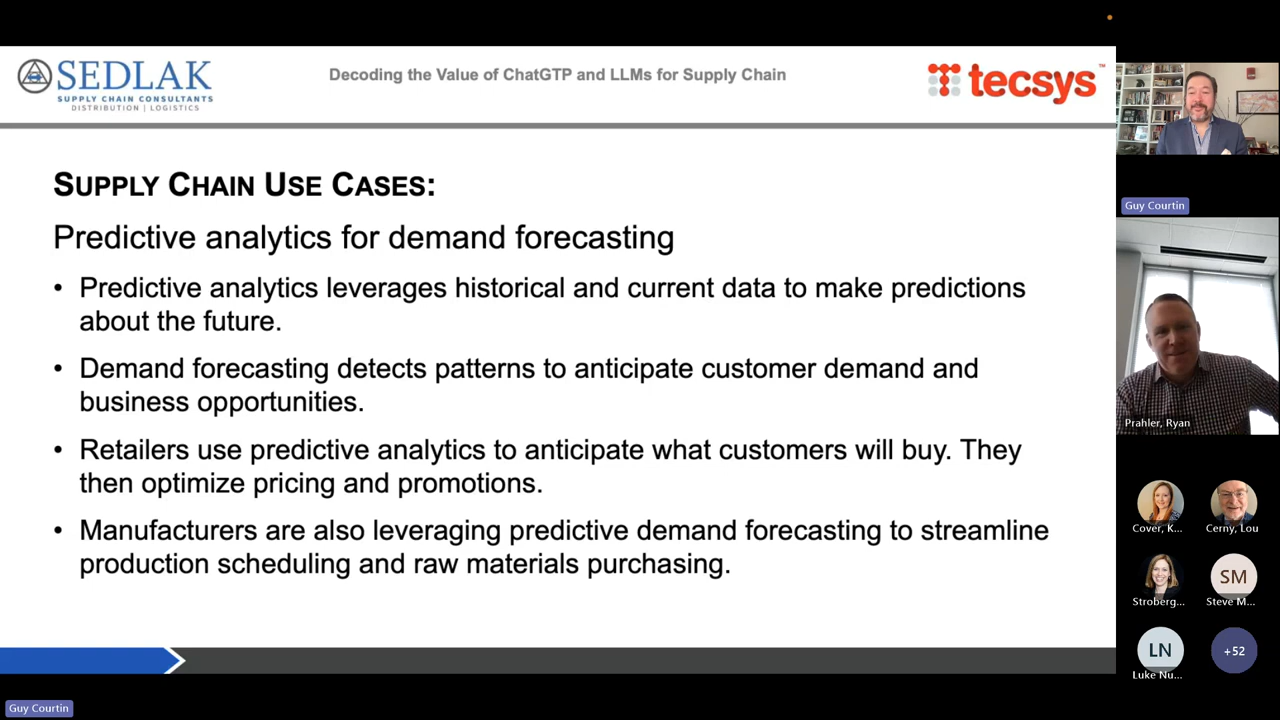 SEDLAK
SUPPLY CHAIN CONSULTANTS
DISTRIBUTION | LOGISTICS
Decoding the Value of ChatGTP and LLMs for Supply Chain
tecsys™
SUPPLY CHAIN USE CASES:
Predictive analytics for demand forecasting
• Predictive analytics leverages historical and current data to make predictions
about the future.
• Demand forecasting detects patterns to anticipate customer demand and
business opportunities.
• Retailers use predictive analytics to anticipate what customers will buy. They
then optimize pricing and promotions.
• Manufacturers are also leveraging predictive demand forecasting to streamline
production scheduling and raw materials purchasing.
Guy Courtin
Guy Courtin
Prahler, Ryan
Cover, K...
Cerny, Lou
Stroberg...
SM
Steve M...
LN
Luke Nu...
+52